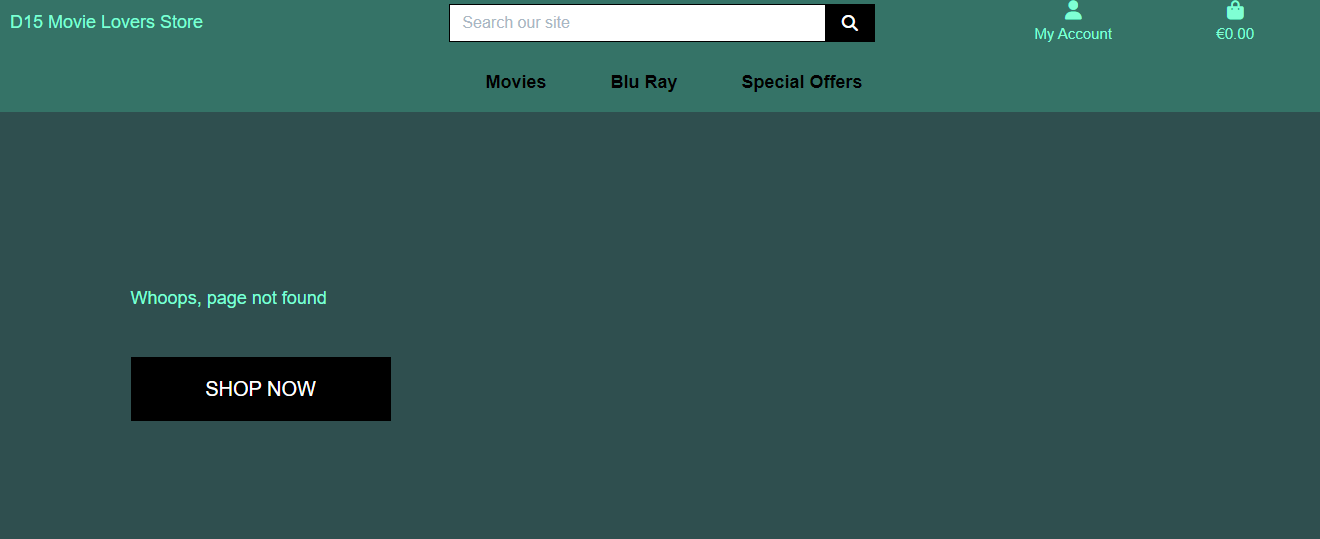 D15 Movie Lovers Store
Search our site
My Account
€0.00
Movies
Blu Ray
Special Offers
Whoops, page not found
SHOP NOW